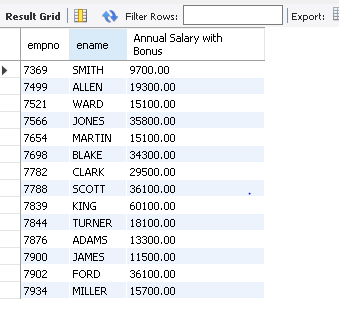 Result Grid Filter Rows: Export:
empno ename Annual Salary with
Bonus
7369 SMITH 9700.00
7499 ALLEN 19300.00
7521 WARD 15100.00
7566 JONES 35800.00
7654 MARTIN 15100.00
7698 BLAKE 34300.00
7782 CLARK 29500.00
7788 SCOTT 36100.00
7839 KING 60100.00
7844 TURNER 18100.00
7876 ADAMS 13300.00
7900 JAMES 11500.00
7902 FORD 36100.00
7934 MILLER 15700.00